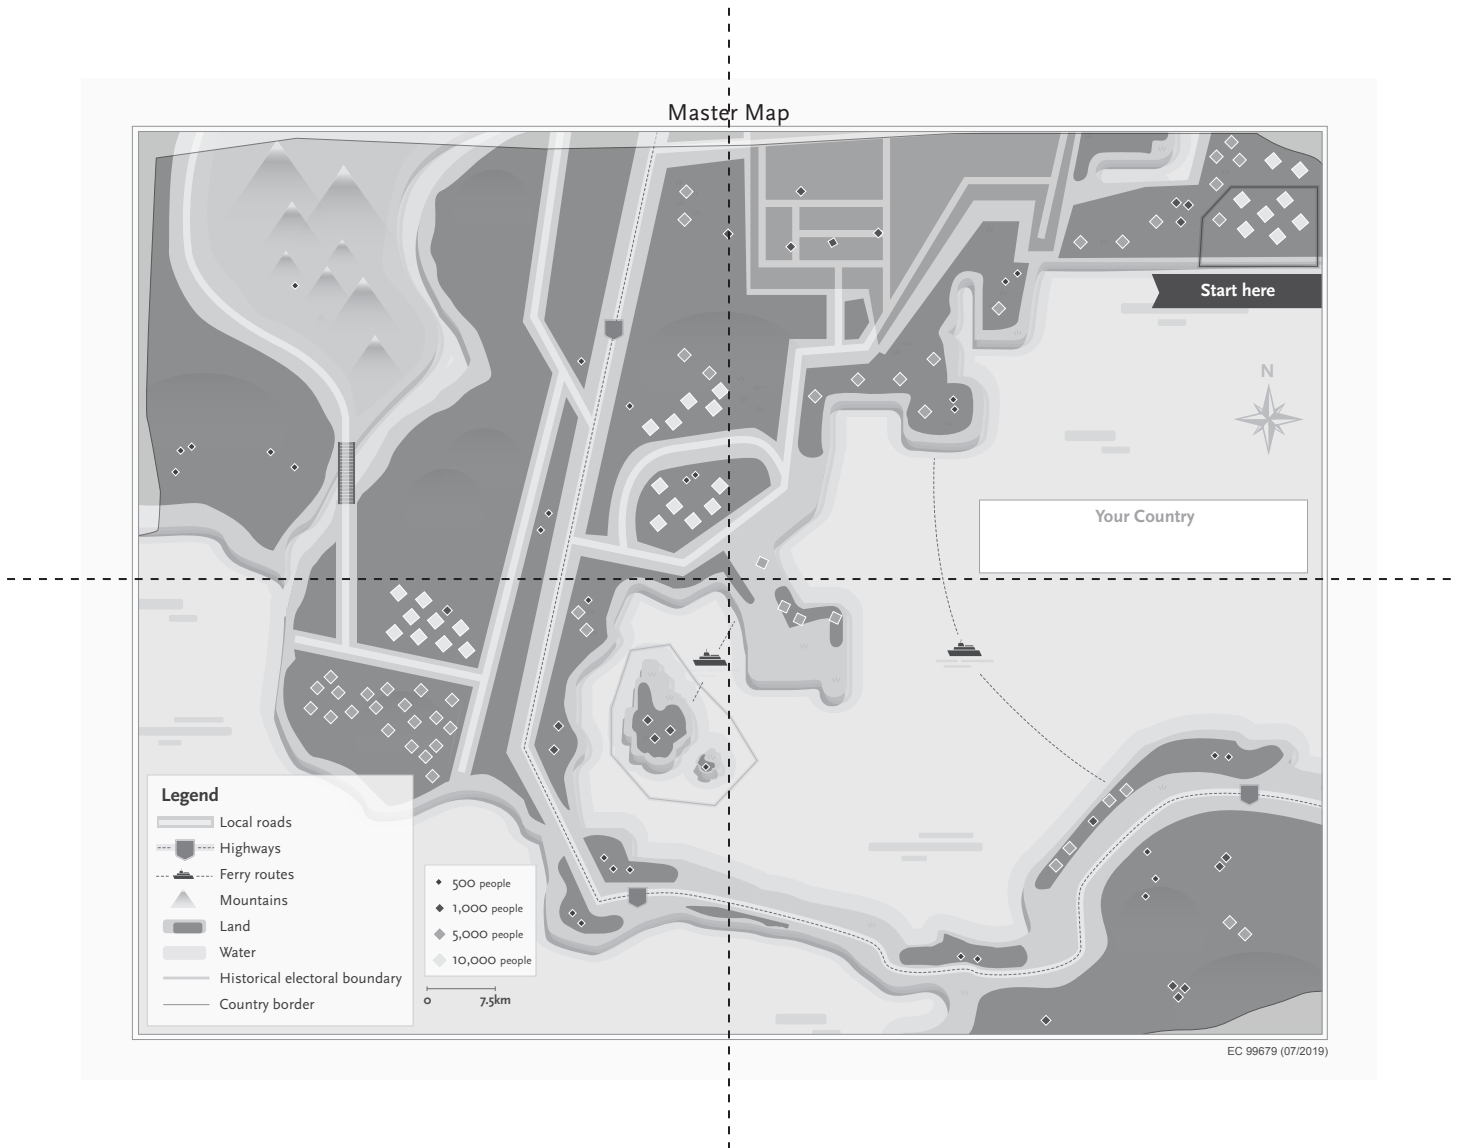 Master Map
Start here
N
Your Country
Legend
Local roads
Highways
Ferry routes
Mountains
Land
Water
Historical electoral boundary
Country border
500 people
1,000 people
5,000 people
10,000 people
0 7.5km
EC 99679 (07/2019)